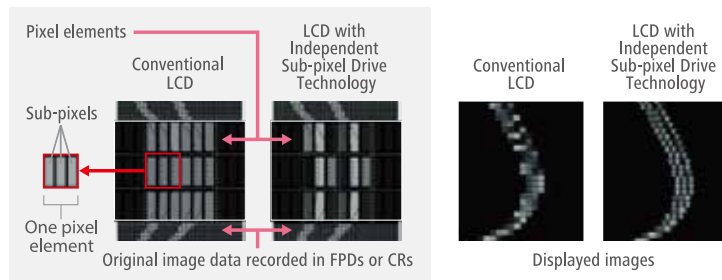 Pixel elements
Conventional
LCD
LCD with
Independent
Sub-pixel Drive
Technology
Sub-pixels
One pixel
element
Original image data recorded in FPDs or CRs
Conventional
LCD
LCD with
Independent
Sub-pixel Drive
Technology
Displayed images